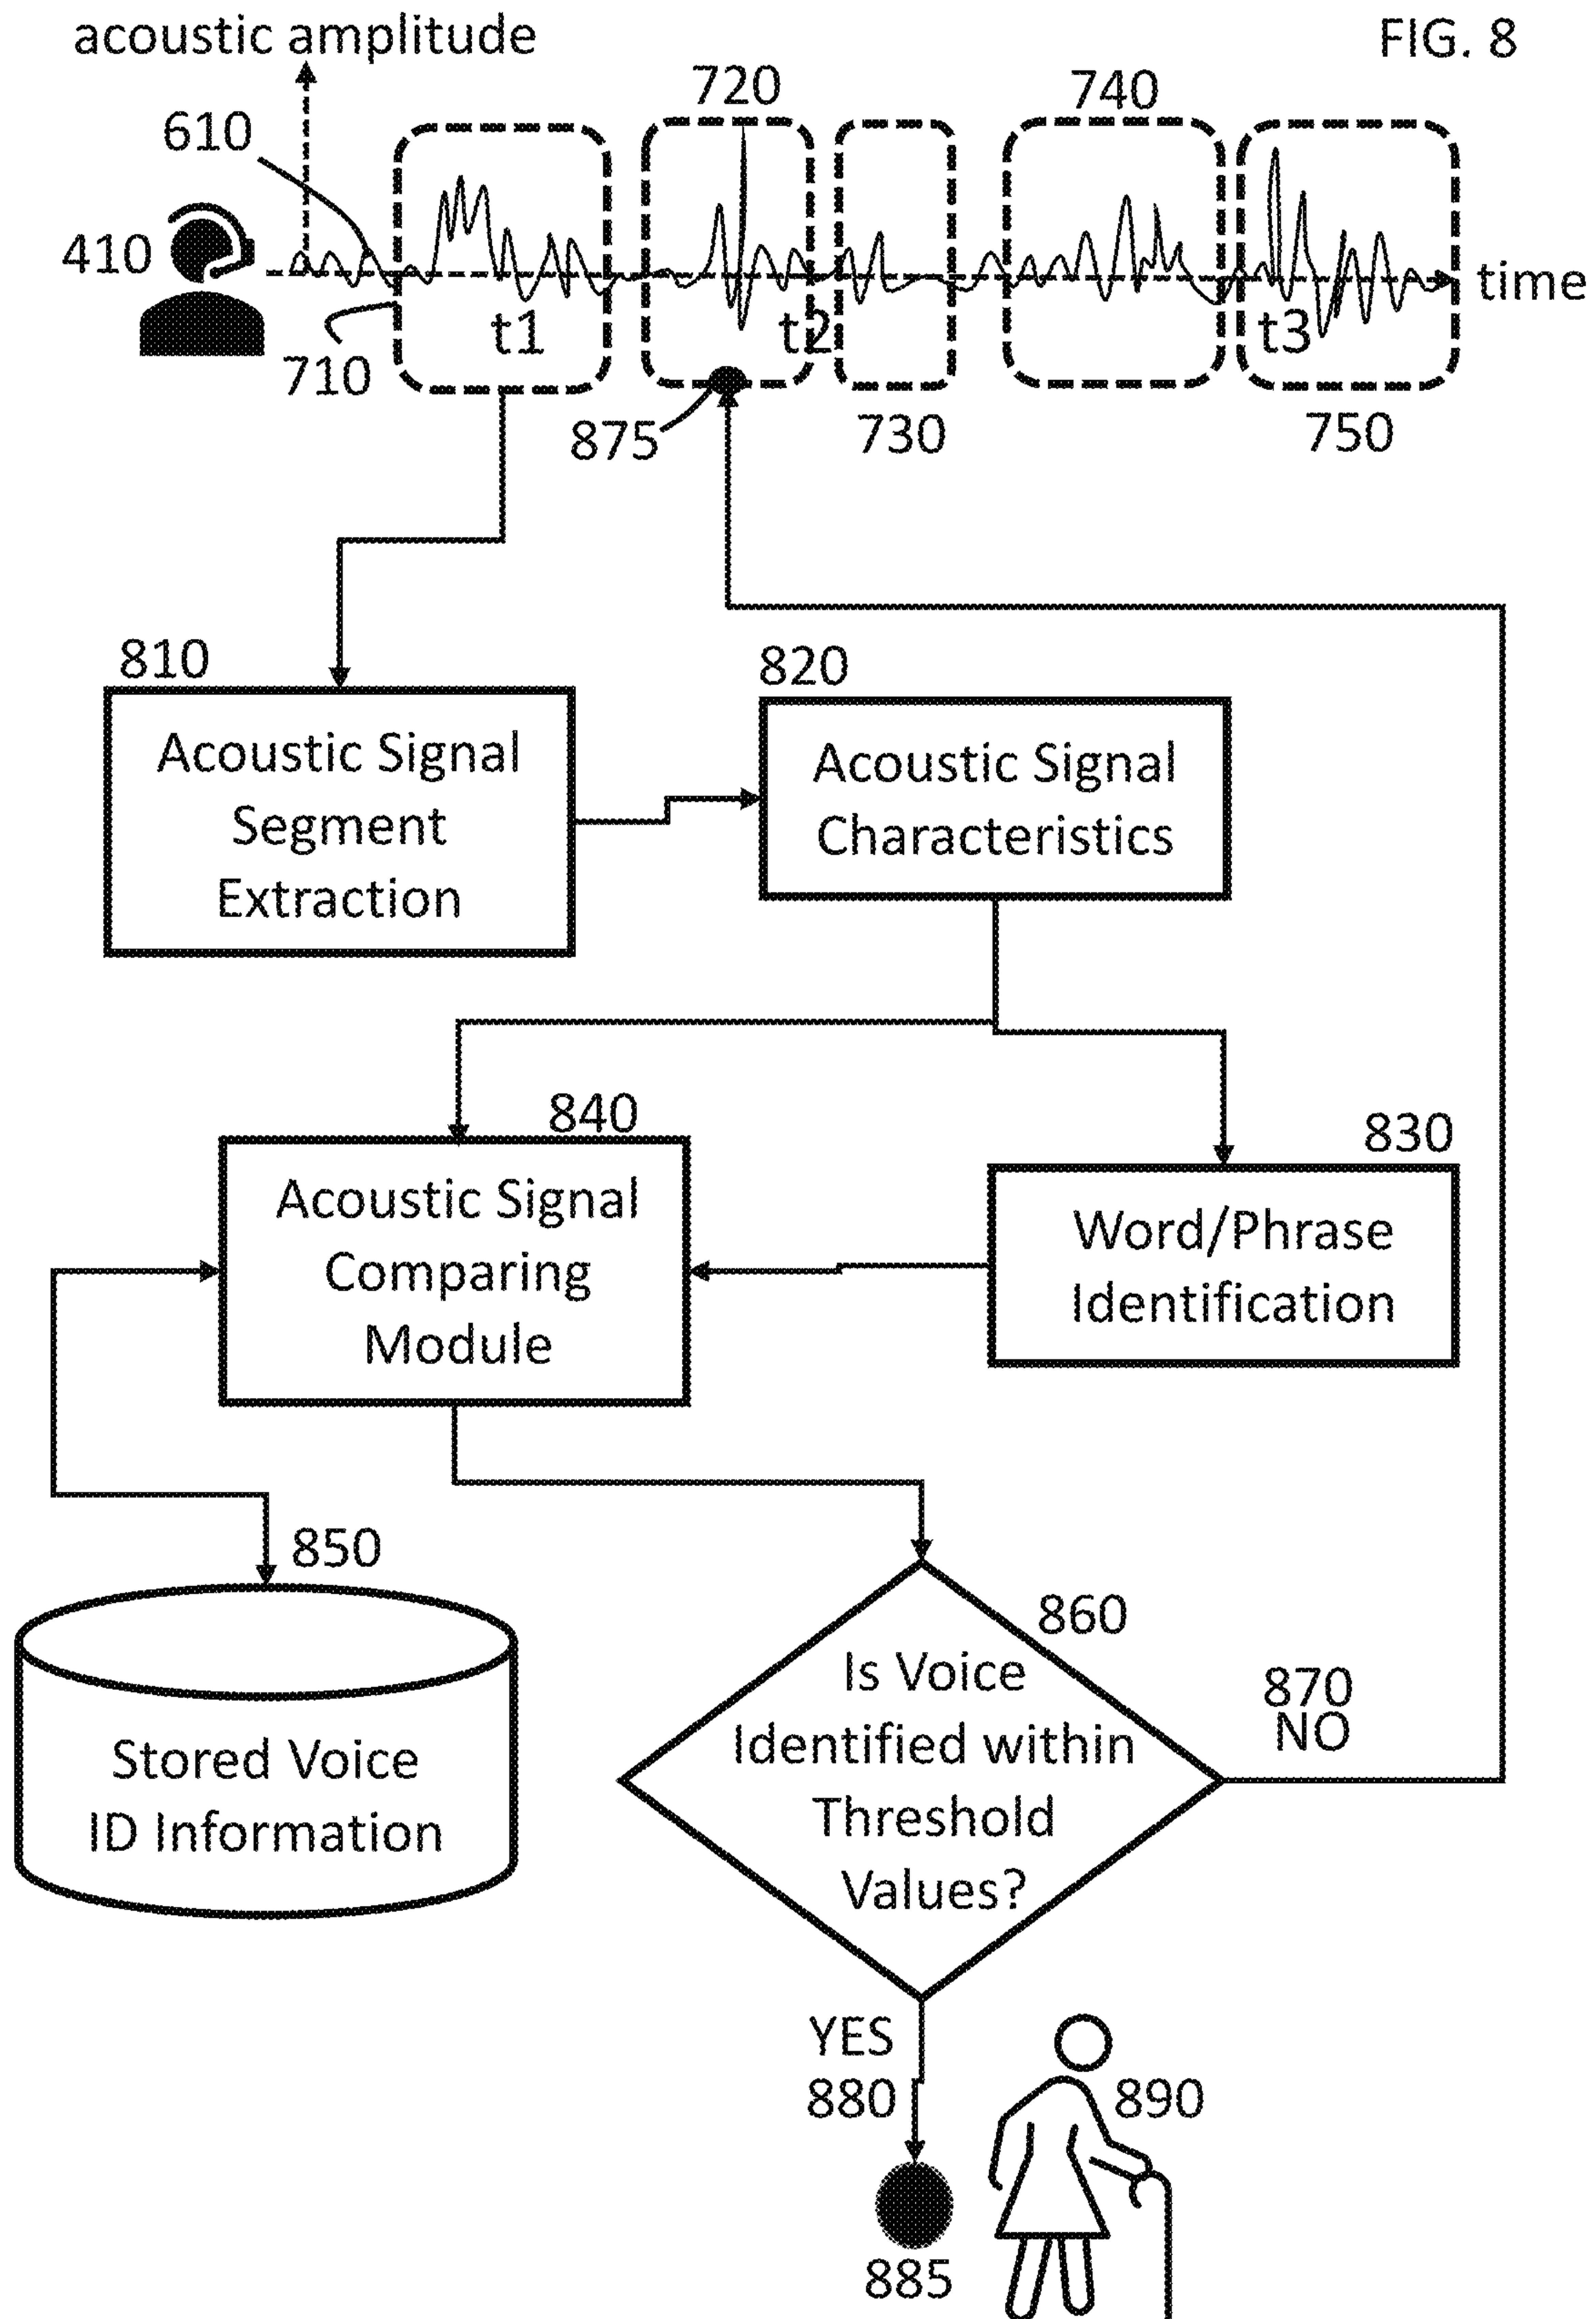 acoustic amplitude
FIG. 8
720
740
610
410
time
t1
t2
t3
710
875
730
750
810
820
Acoustic Signal
Segment
Extraction
Acoustic Signal
Characteristics
840
830
Acoustic Signal
Comparing
Module
Word/Phrase
Identification
850
860
Stored Voice
ID Information
Is Voice
Identified within
Threshold
Values?
870
NO
YES
880
890
885